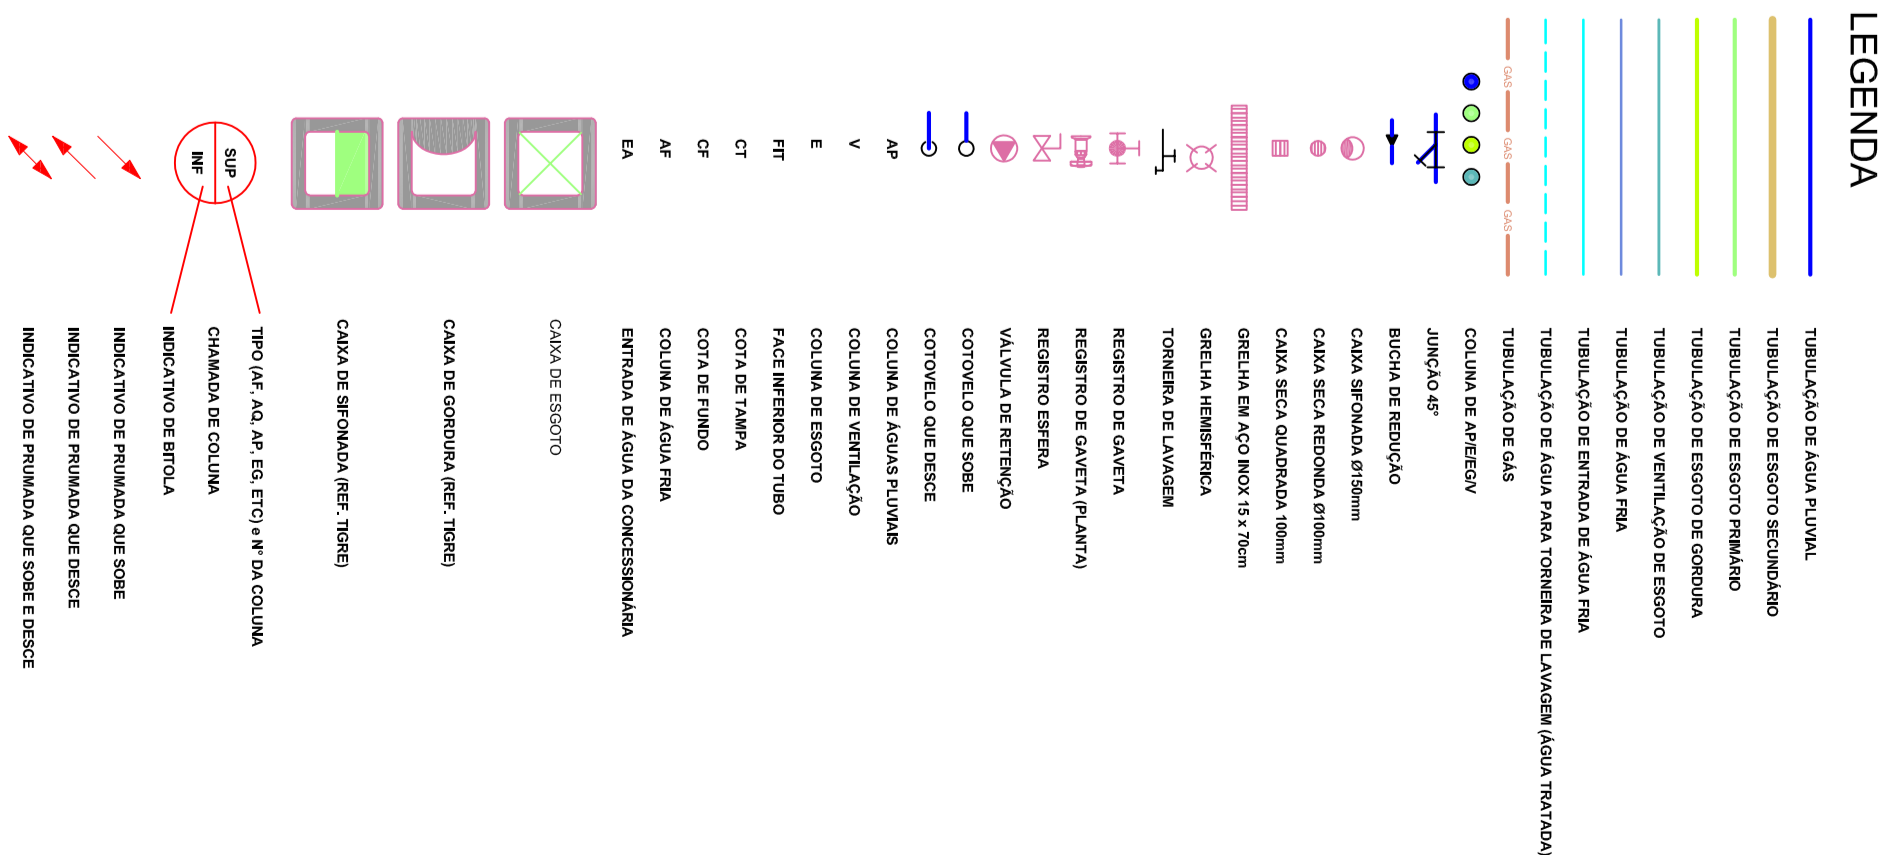 LEGENDA
TUBULAÇÃO DE ÁGUA PLUVIAL
TUBULAÇÃO DE ESGOTO SECUNDÁRIO
TUBULAÇÃO DE ESGOTO PRIMÁRIO
TUBULAÇÃO DE ESGOTO DE GORDURA
TUBULAÇÃO DE VENTILAÇÃO DE ESGOTO
TUBULAÇÃO DE ÁGUA FRIA
TUBULAÇÃO DE ENTRADA DE ÁGUA FRIA
TUBULAÇÃO DE ÁGUA PARA TORNEIRA DE LAVAGEM (ÁGUA TRATADA)
GAS GAS GAS TUBULAÇÃO DE GÁS
COLUNA DE AP/E/EG/V
JUNÇÃO 45°
BUCHA DE REDUÇÃO
CAIXA SIFONADA Ø150mm
CAIXA SECA REDONDA Ø100mm
CAIXA SECA QUADRADA 100mm
GRELHA EM AÇO INOX 15 x 70cm
GRELHA HEMISFÉRICA
TORNEIRA DE LAVAGEM
REGISTRO DE GAVETA
REGISTRO DE GAVETA (PLANTA)
REGISTRO ESFERA
VÁLVULA DE RETENÇÃO
COTOVELO QUE SOBE
COTOVELO QUE DESCE
AP COLUNA DE ÁGUAS PLUVIAIS
V COLUNA DE VENTILAÇÃO
E COLUNA DE ESGOTO
FIT FACE INFERIOR DO TUBO
CT COTA DE TAMPA
CF COTA DE FUNDO
AF COLUNA DE ÁGUA FRIA
EA ENTRADA DE ÁGUA DA CONCESSIONÁRIA
CAIXA DE ESGOTO
CAIXA DE GORDURA (REF. TIGRE)
CAIXA DE SIFONADA (REF. TIGRE)
SUP TIPO (AF, AQ, AP, EG, ETC) e N° DA COLUNA
CHAMADA DE COLUNA
INF INDICATIVO DE BITOLA
INDICATIVO DE PRUMADA QUE SOBE
INDICATIVO DE PRUMADA QUE DESCE
INDICATIVO DE PRUMADA QUE SOBE E DESCE